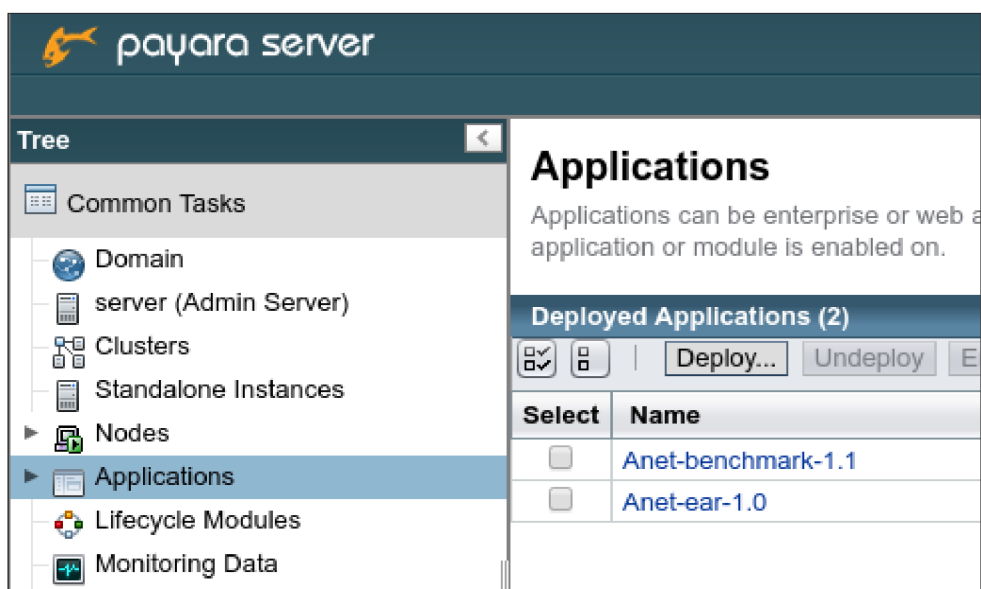 payara server
Tree
Common Tasks
Domain
server (Admin Server)
Clusters
Standalone Instances
Nodes
Applications
Lifecycle Modules
Monitoring Data
Applications
Applications can be enterprise or web
application or module is enabled on.
Deployed Applications (2)
Deploy... Undeploy
Select Name
Anet-benchmark-1.1
Anet-ear-1.0